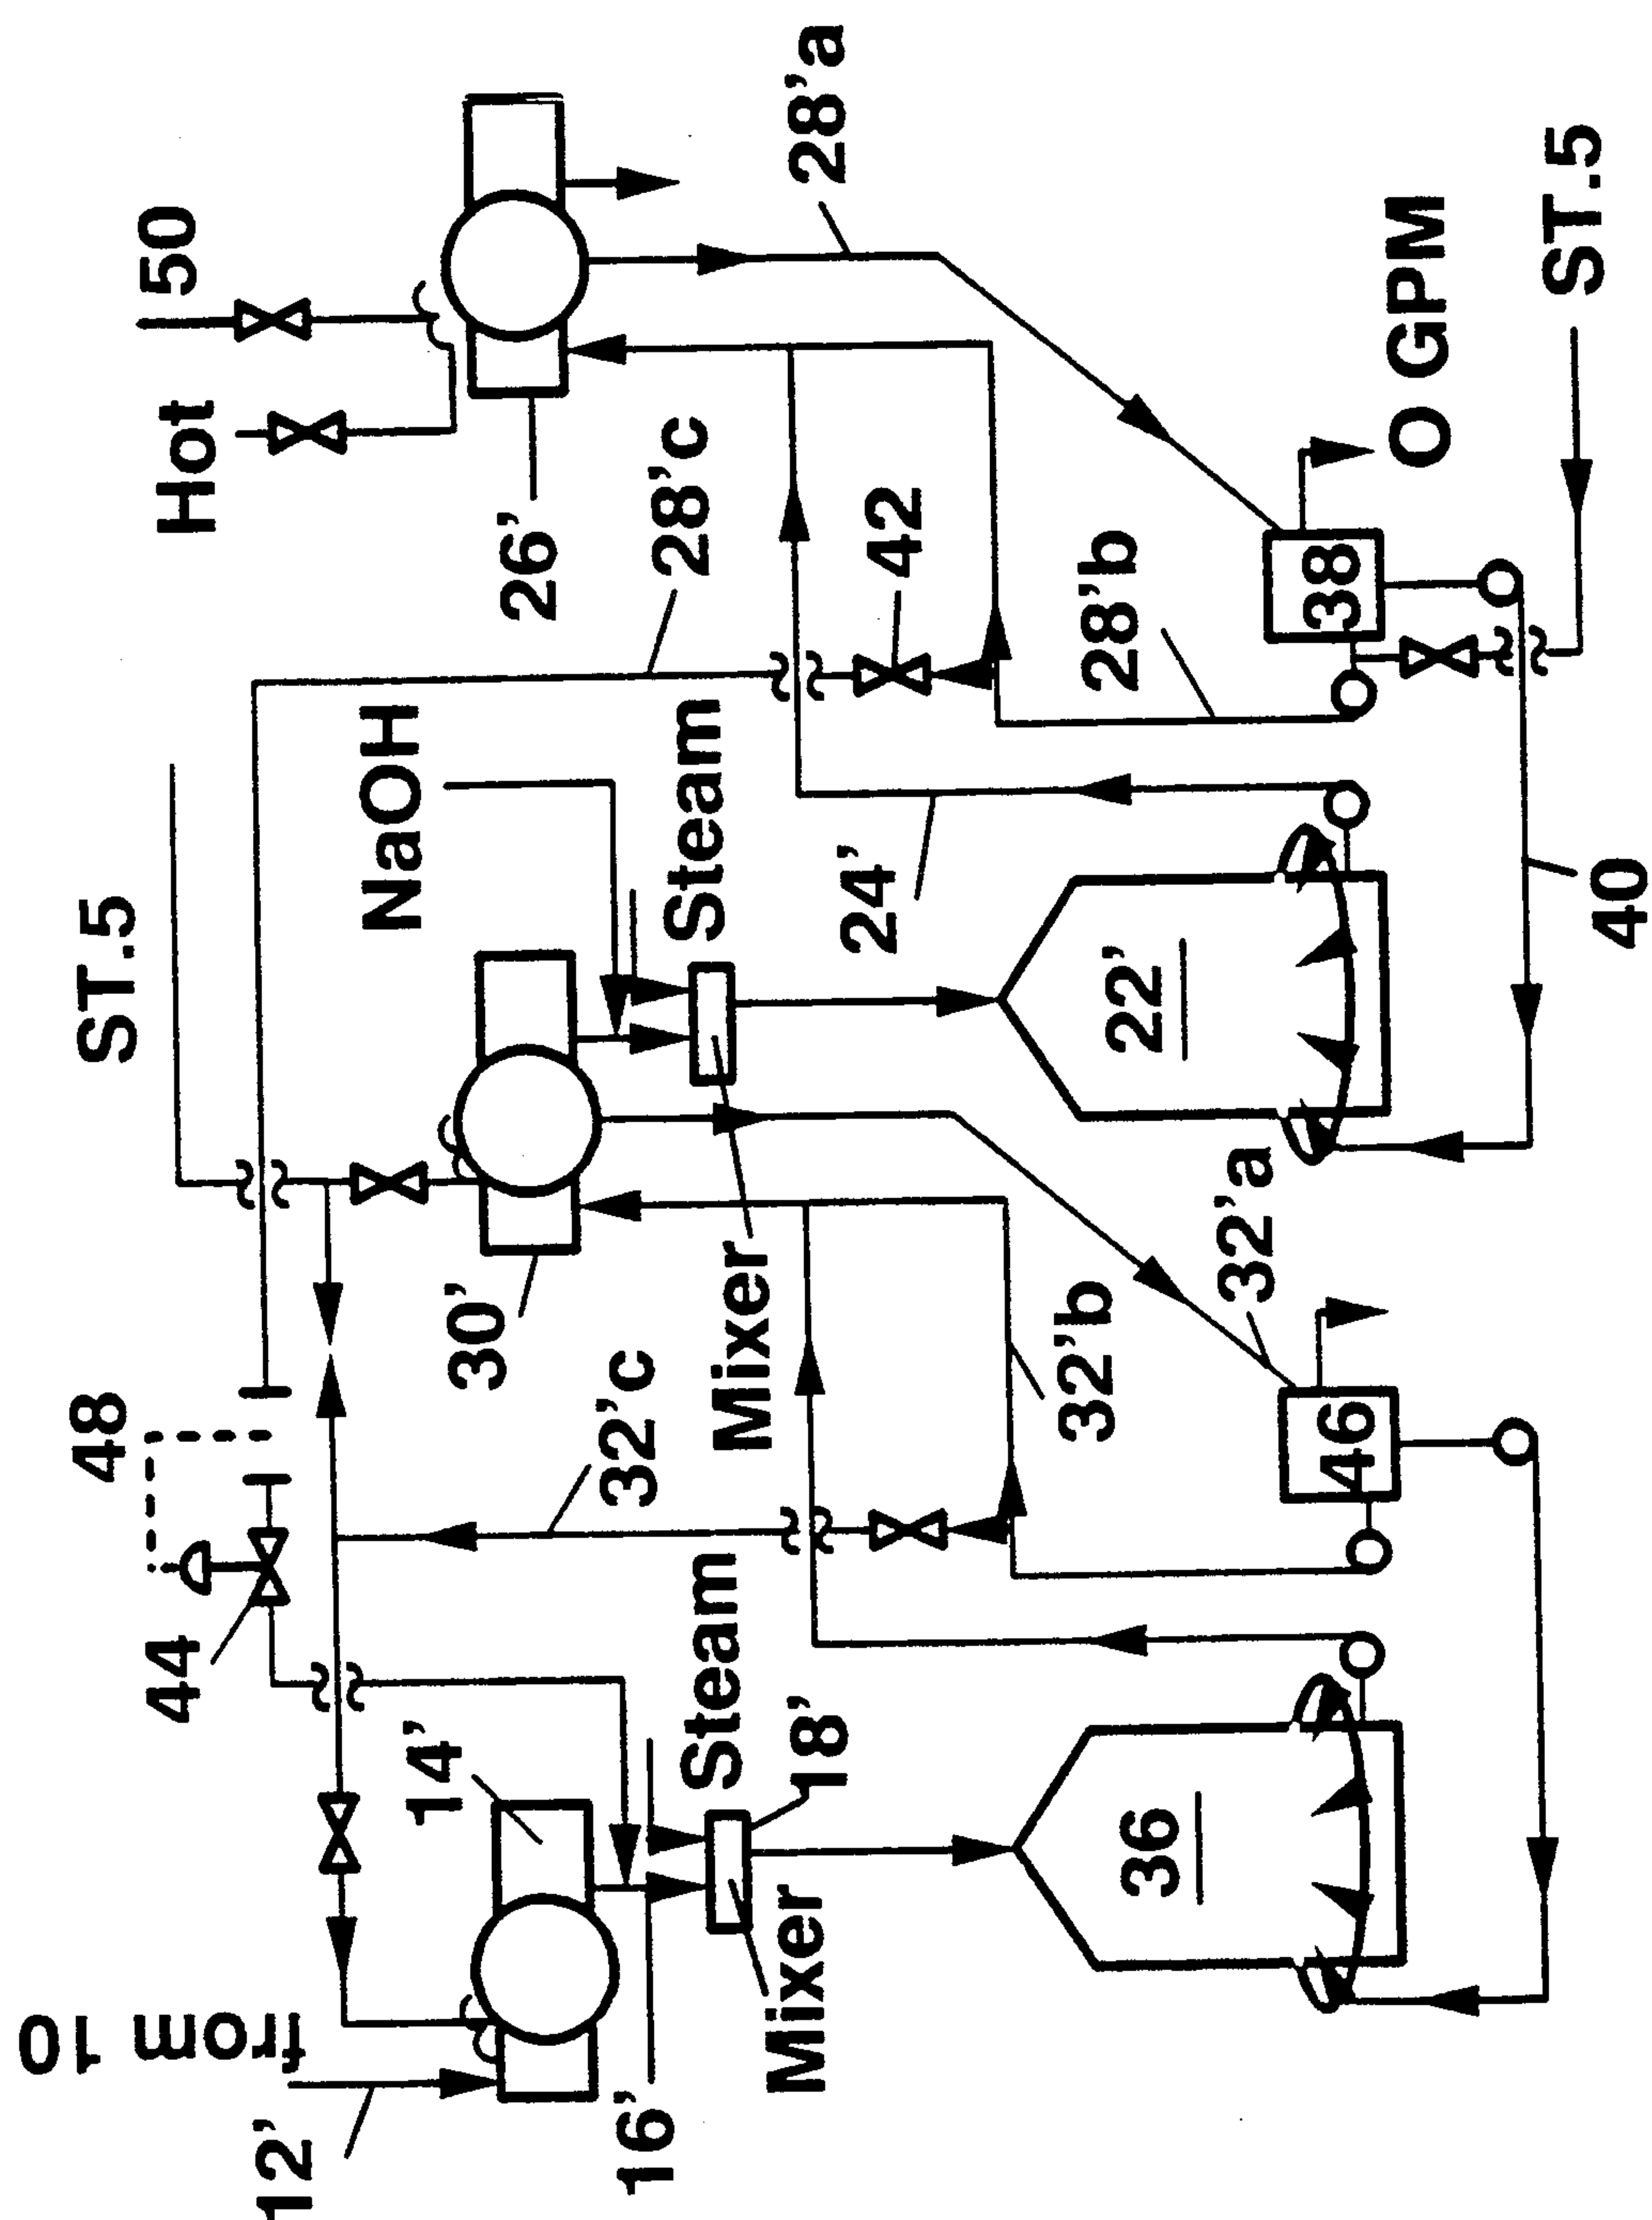 from 10
12'
14'
16'
Mixer
18'
Steam
44
48
36
32'c
46
32'b
32'a
30'
Mixer
ST.5
NaOH
Steam
22'
24'
40
28'c
42
28'b
38
26'
Hot
50
28'a
O GPM
ST.5